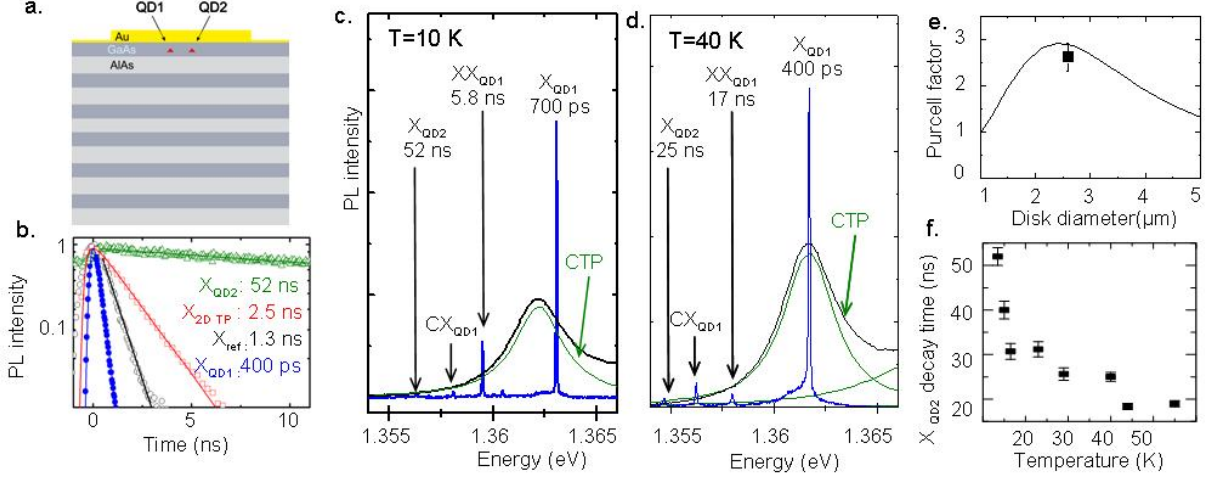 a.
QD1 QD2
Au
GaAs
AlAs
b.
1
0.1
PL intensity
X_QD2: 52 ns
X_2D TP: 2.5 ns
X_ref: 1.3 ns
X_QD1: 400 ps
0 5 10
Time (ns)
c.
T=10 K
PL intensity
X_QD2
52 ns
XX_QD1
5.8 ns
X_QD1
700 ps
CX_QD1
CTP
1.355 1.36 1.365
Energy (eV)
d.
T=40 K
PL intensity
X_QD2
25 ns
XX_QD1
17 ns
X_QD1
400 ps
CX_QD1
CTP
1.355 1.36 1.365
Energy (eV)
e.
Purcell factor
3
2
1
0
1 2 3 4 5
Disk diameter(µm)
f.
X_QD2 decay time (ns)
50
40
30
20
20 30 40 50
Temperature (K)